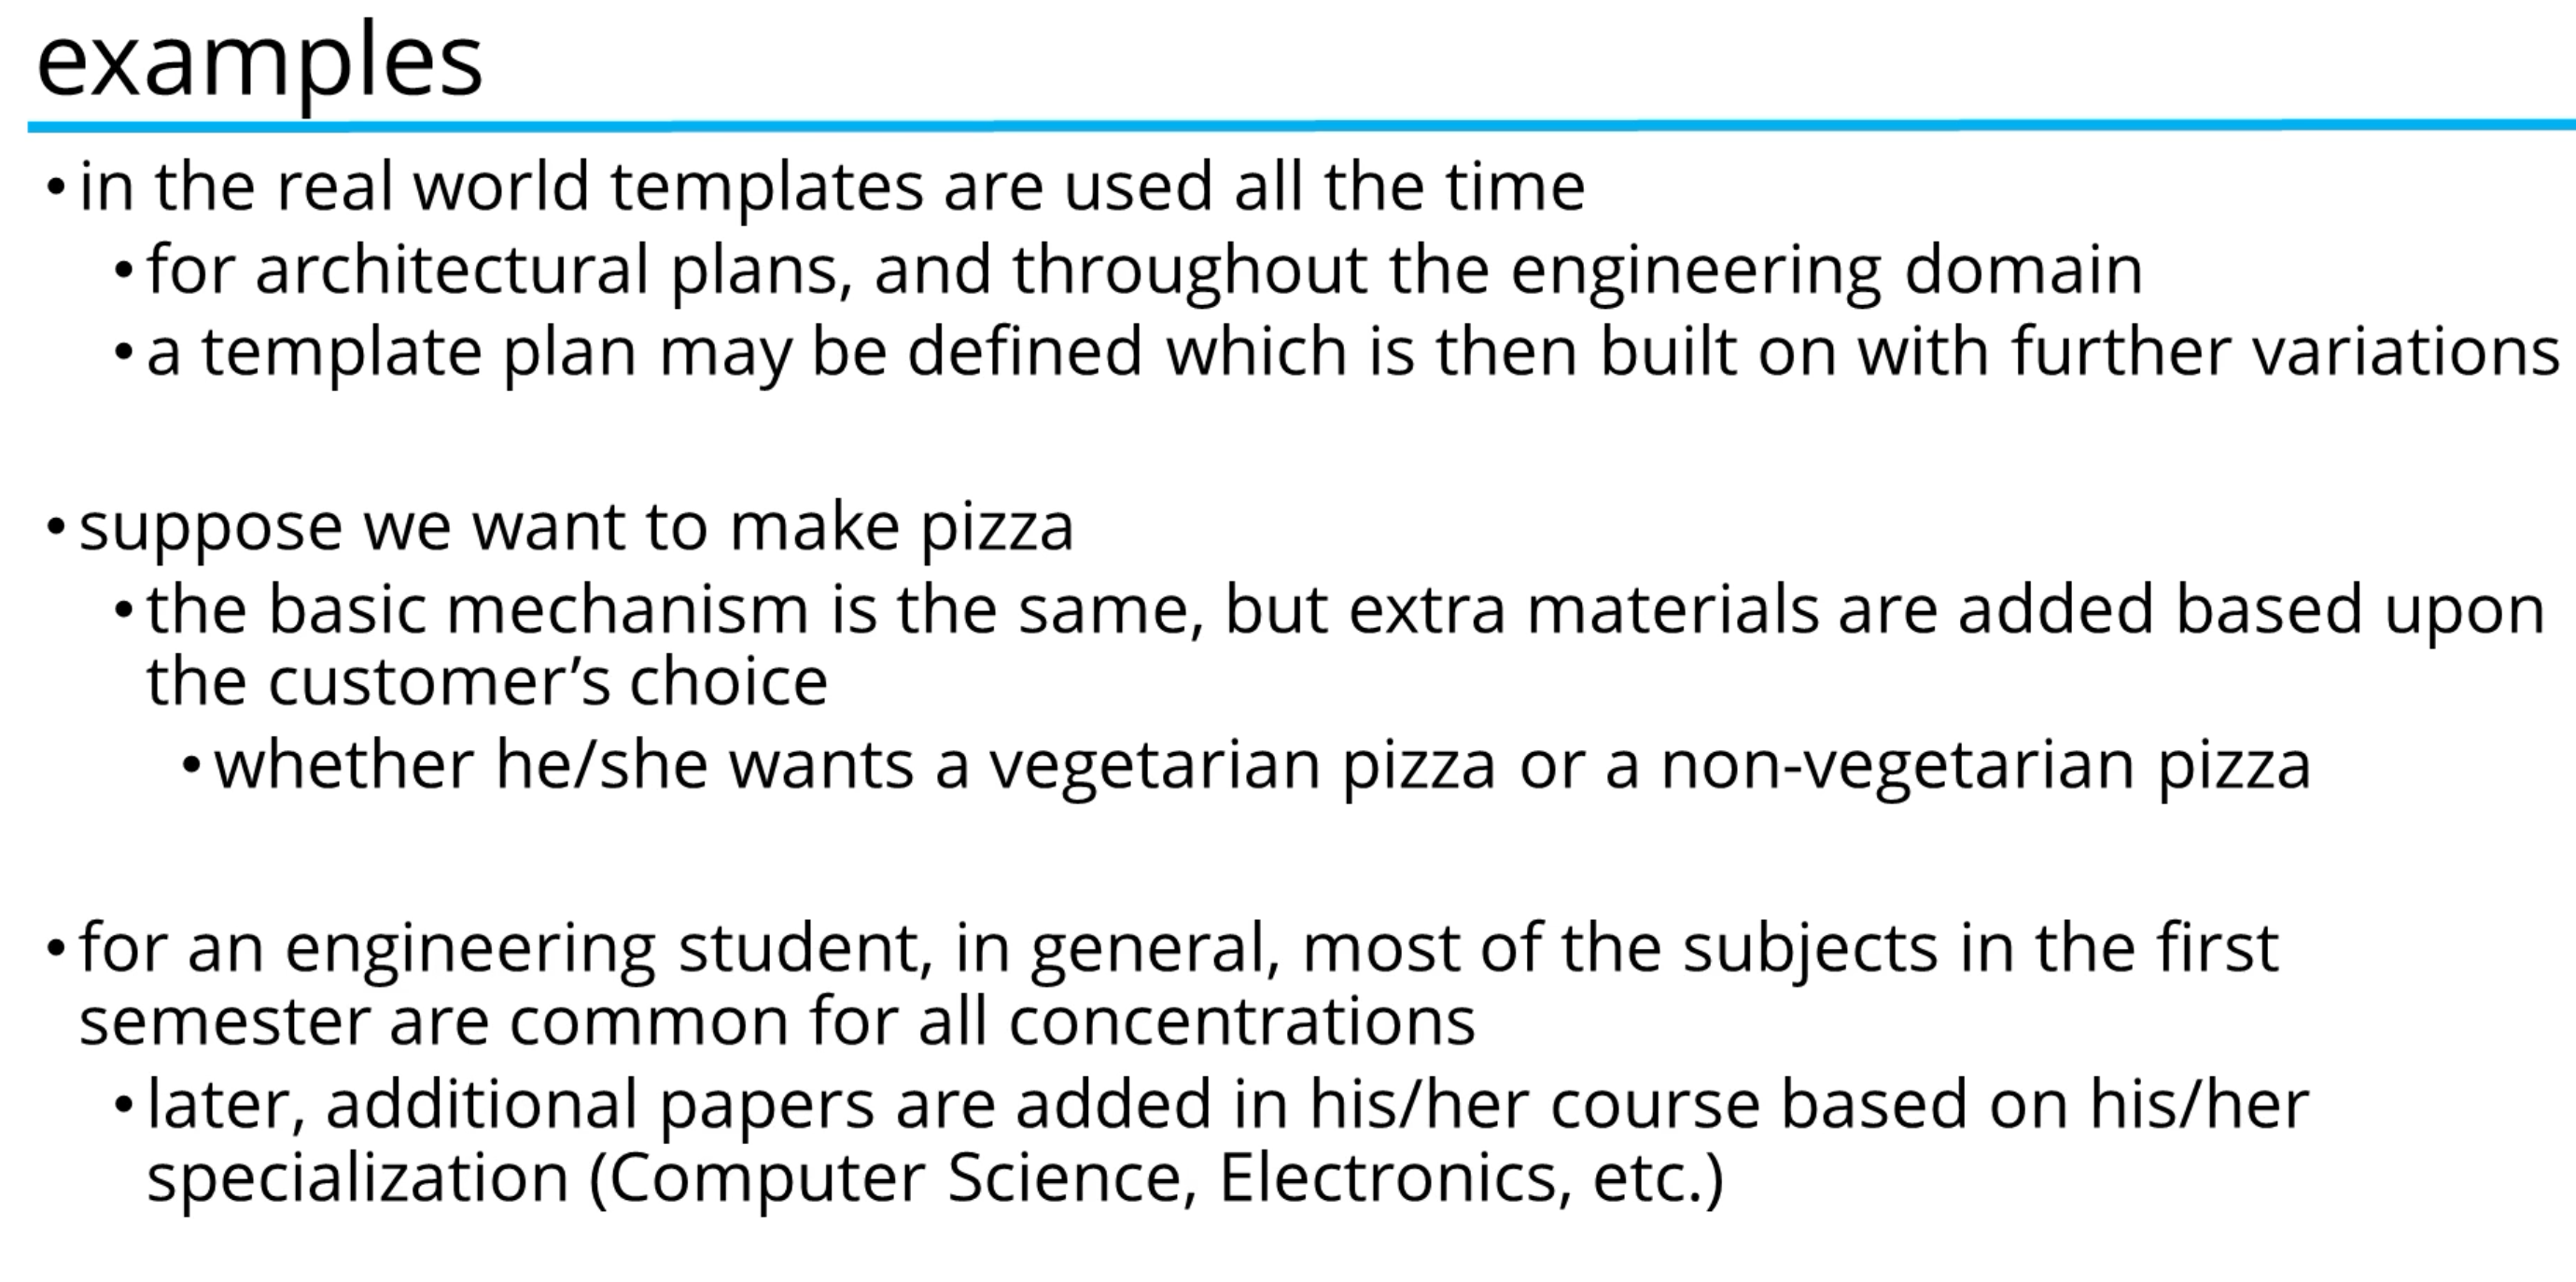 examples
• in the real world templates are used all the time
• for architectural plans, and throughout the engineering domain
• a template plan may be defined which is then built on with further variations
• suppose we want to make pizza
• the basic mechanism is the same, but extra materials are added based upon
the customer’s choice
• whether he/she wants a vegetarian pizza or a non-vegetarian pizza
• for an engineering student, in general, most of the subjects in the first
semester are common for all concentrations
• later, additional papers are added in his/her course based on his/her
specialization (Computer Science, Electronics, etc.)